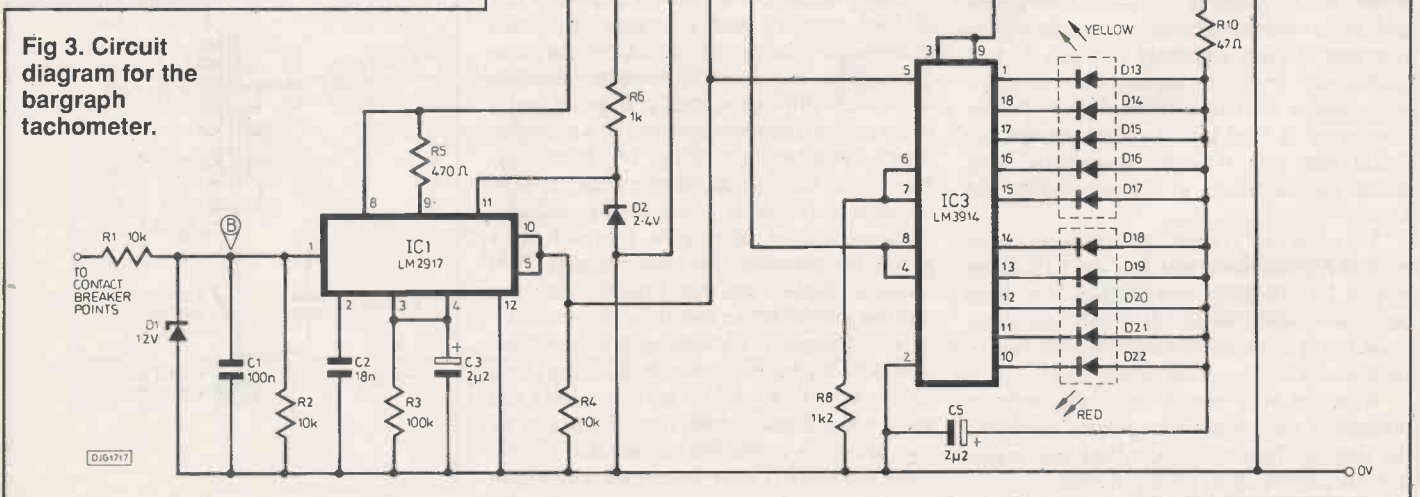 Fig 3. Circuit
diagram for the
bargraph
tachometer.
R1 10k
TO
CONTACT
BREAKER
POINTS
D1
12V
B
C1
100n
R2
10k
1
IC1
LM2917
8
9
11
10
5
2
3
4
12
R5
470Ω
C2
18n
R3
100k
+
C3
2µ2
R4
10k
R6
1k
D2
2·4V
3
9
5
6
7
8
4
2
IC3
LM3914
1
18
17
16
15
14
13
12
11
10
YELLOW
D13
D14
D15
D16
D17
D18
D19
D20
D21
D22
RED
R10
47Ω
R8
1k2
C5
+
2µ2
0V
DJG1717